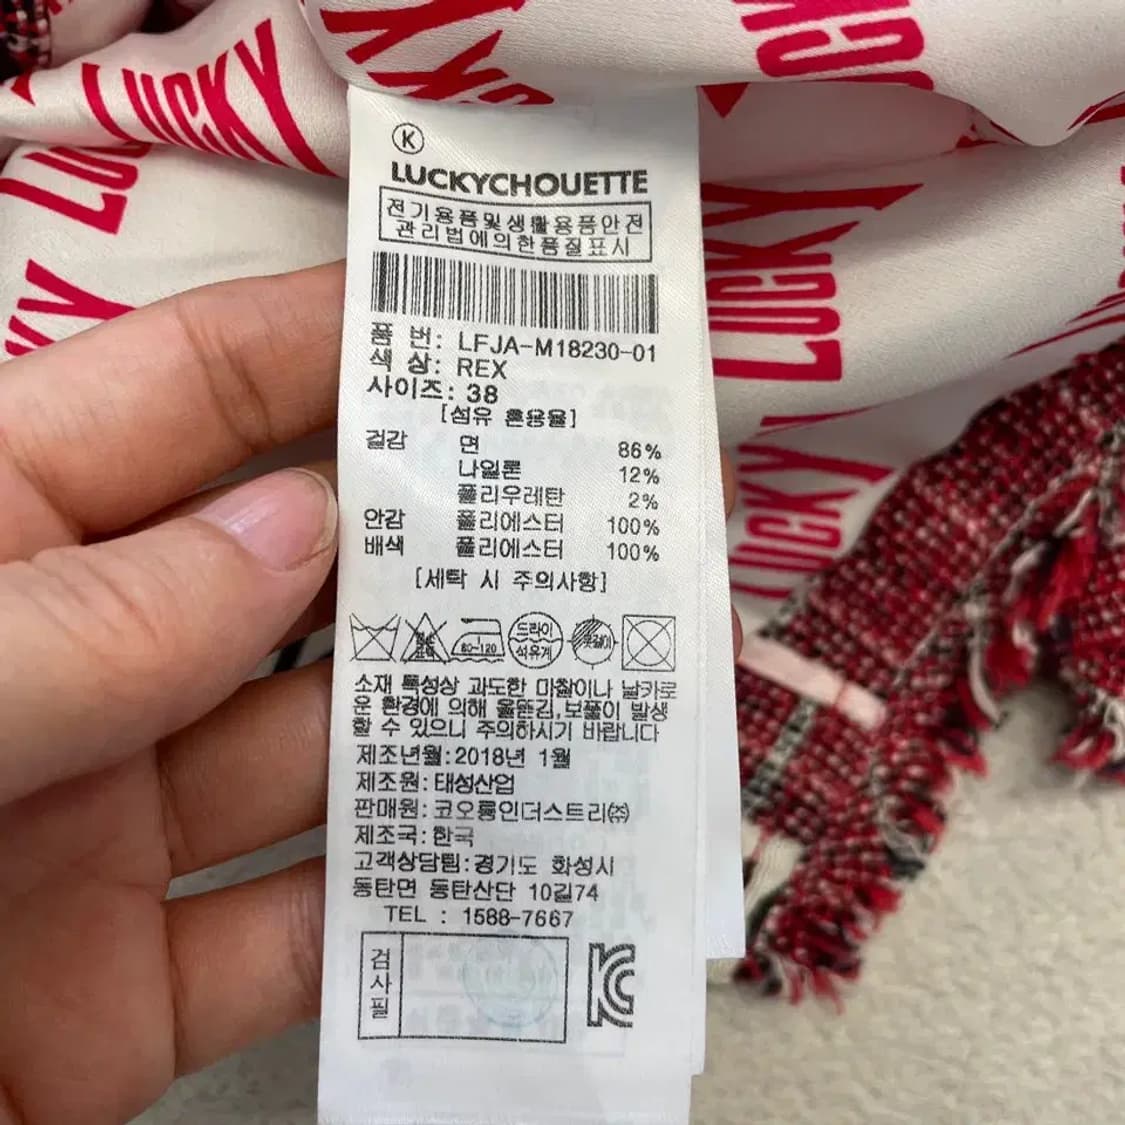 LUCKY
LUCKY
LUCKY
LUCKY
K
LUCKYCHOUETTE
전기용품및생활용품안전
관리법에의한품질표시
품 번: LFJA-M18230-01
색 상: REX
사이즈: 38
[섬유 혼용율]
겉감 면 86%
나일론 12%
폴리우레탄 2%
안감 폴리에스터 100%
배색 폴리에스터 100%
[세탁 시 주의사항]
80-120
드라이
석유계
소재 특성상 과도한 마찰이나 날카로
운 환경에 의해 올뜯김,보풀이 발생
할 수 있으니 주의하시기 바랍니다
제조년월:2018년 1월
제조원:태성산업
판매원:코오롱인더스트리㈜
제조국:한국
고객상담팀:경기도 화성시
동탄면 동탄산단 10길74
TEL : 1588-7667
검사필
KC